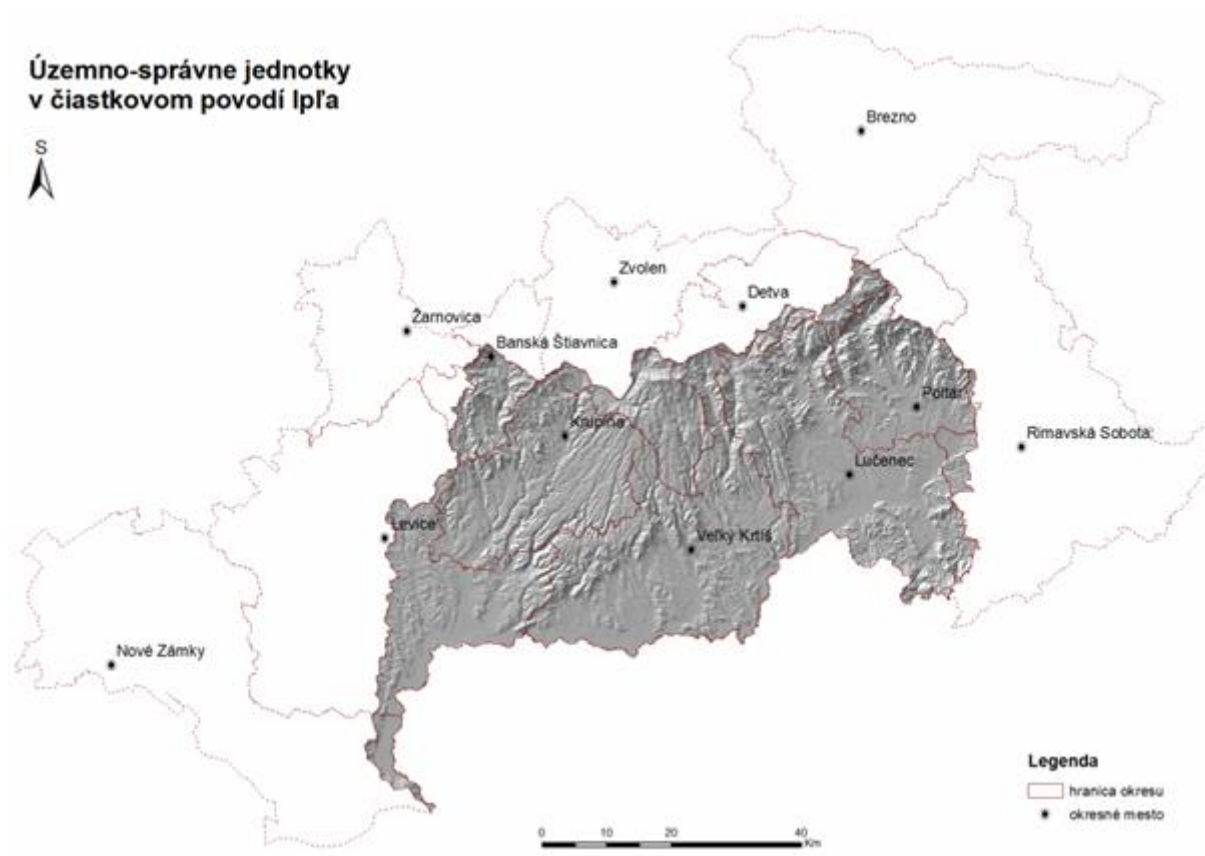 Územno-správne jednotky
v čiastkovom povodí Ipľa
S
Brezno
Zvolen
Detva
Žarnovica
Banská Štiavnica
Poltár
Krupina
Rimavská Sobota
Lučenec
Levice
Veľký Krtíš
Nové Zámky
Legenda
hranica okresu
okresné mesto
0 10 20 40
Km